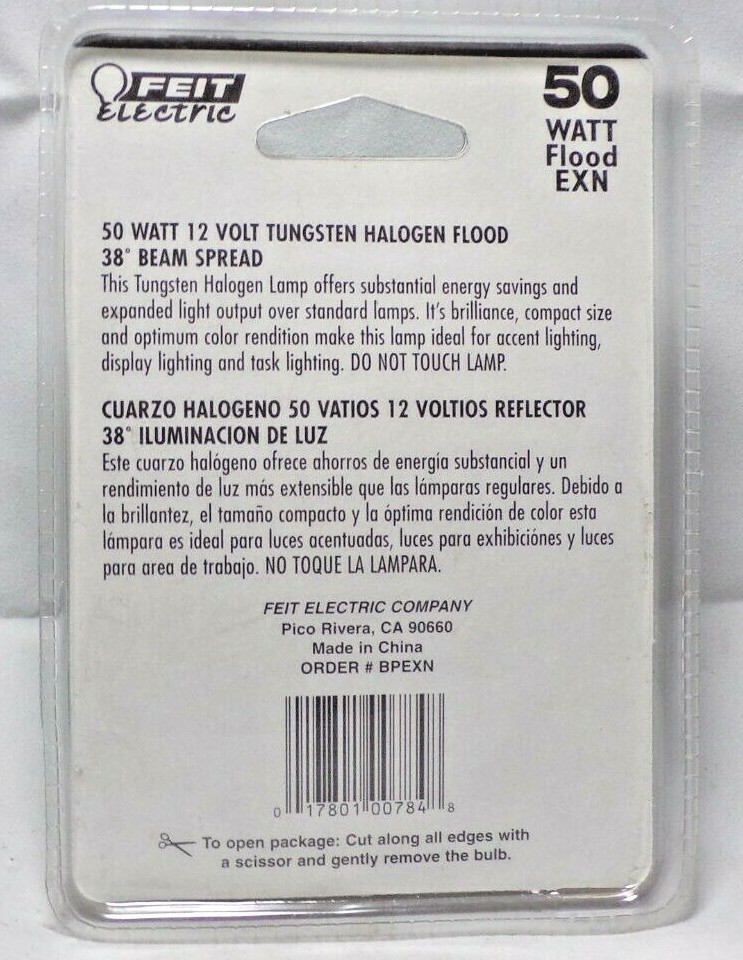 FEIT
Electric
50
WATT
Flood
EXN
50 WATT 12 VOLT TUNGSTEN HALOGEN FLOOD
38° BEAM SPREAD
This Tungsten Halogen Lamp offers substantial energy savings and
expanded light output over standard lamps. It's brilliance, compact size
and optimum color rendition make this lamp ideal for accent lighting,
display lighting and task lighting. DO NOT TOUCH LAMP.
CUARZO HALOGENO 50 VATIOS 12 VOLTIOS REFLECTOR
38° ILUMINACION DE LUZ
Este cuarzo halógeno ofrece ahorros de energía substancial y un
rendimiento de luz más extensible que las lámparas regulares. Debido a
la brillantez, el tamaño compacto y la óptima rendición de color esta
lámpara es ideal para luces acentuadas, luces para exhibiciónes y luces
para area de trabajo. NO TOQUE LA LAMPARA.
FEIT ELECTRIC COMPANY
Pico Rivera, CA 90660
Made in China
ORDER # BPEXN
0 17801 00784 8
To open package: Cut along all edges with
a scissor and gently remove the bulb.